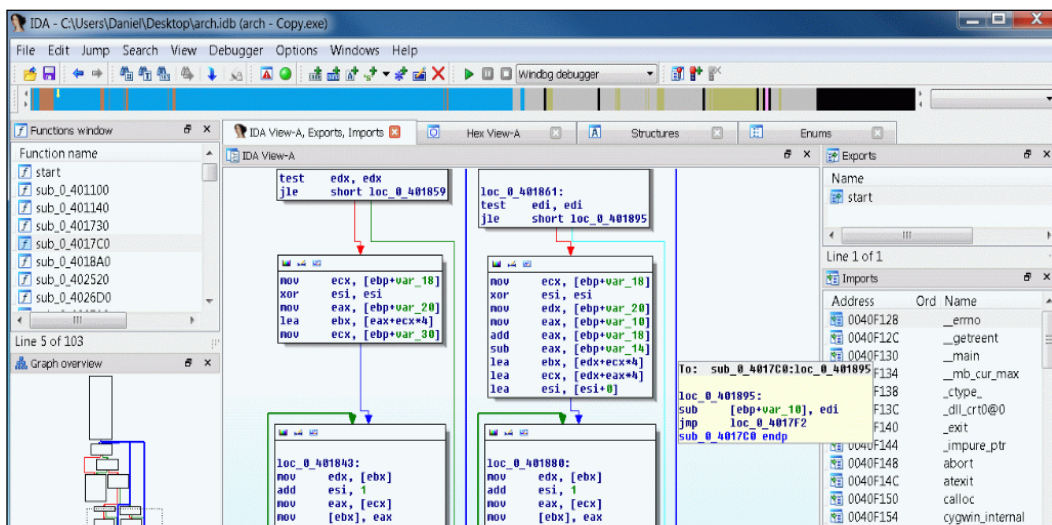 IDA - C:\Users\Daniel\Desktop\arch.idb (arch - Copy.exe)
File Edit Jump Search View Debugger Options Windows Help
Windbg debugger
Functions window
Function name
start
sub_0_401100
sub_0_401140
sub_0_401730
sub_0_4017C0
sub_0_4018A0
sub_0_402520
sub_0_4026D0
Line 5 of 103
Graph overview
IDA View-A, Exports, Imports
Hex View-A
Structures
Enums
IDA View-A
test edx, edx
jle short loc_0_401859
loc_0_401861:
test edi, edi
jle short loc_0_401895
mov ecx, [ebp+var_18]
xor esi, esi
mov eax, [ebp+var_20]
lea ebx, [eax+ecx*4]
mov ecx, [ebp+var_30]
mov ecx, [ebp+var_18]
xor esi, esi
mov edx, [ebp+var_20]
mov eax, [ebp+var_10]
add eax, [ebp+var_18]
sub eax, [ebp+var_14]
lea ebx, [edx+ecx*4]
lea ecx, [edx+eax*4]
lea esi, [esi+0]
To: sub_0_4017C0:loc_0_401895
loc_0_401895:
sub [ebp+var_10], edi
jmp loc_0_4017F2
sub_0_4017C0 endp
loc_0_401843:
mov edx, [ebx]
add esi, 1
mov eax, [ecx]
mov [ebx], eax
loc_0_401880:
mov edx, [ebx]
add esi, 1
mov eax, [ecx]
mov [ebx], eax
Exports
Name
start
Line 1 of 1
Imports
Address Ord Name
0040F128 __errno
0040F12C __getreent
0040F130 __main
F134 __mb_cur_max
F138 _ctype_
F13C _dll_crt0@0
F140 _exit
0040F144 _impure_ptr
0040F148 abort
0040F14C atexit
0040F150 calloc
0040F154 cygwin_internal